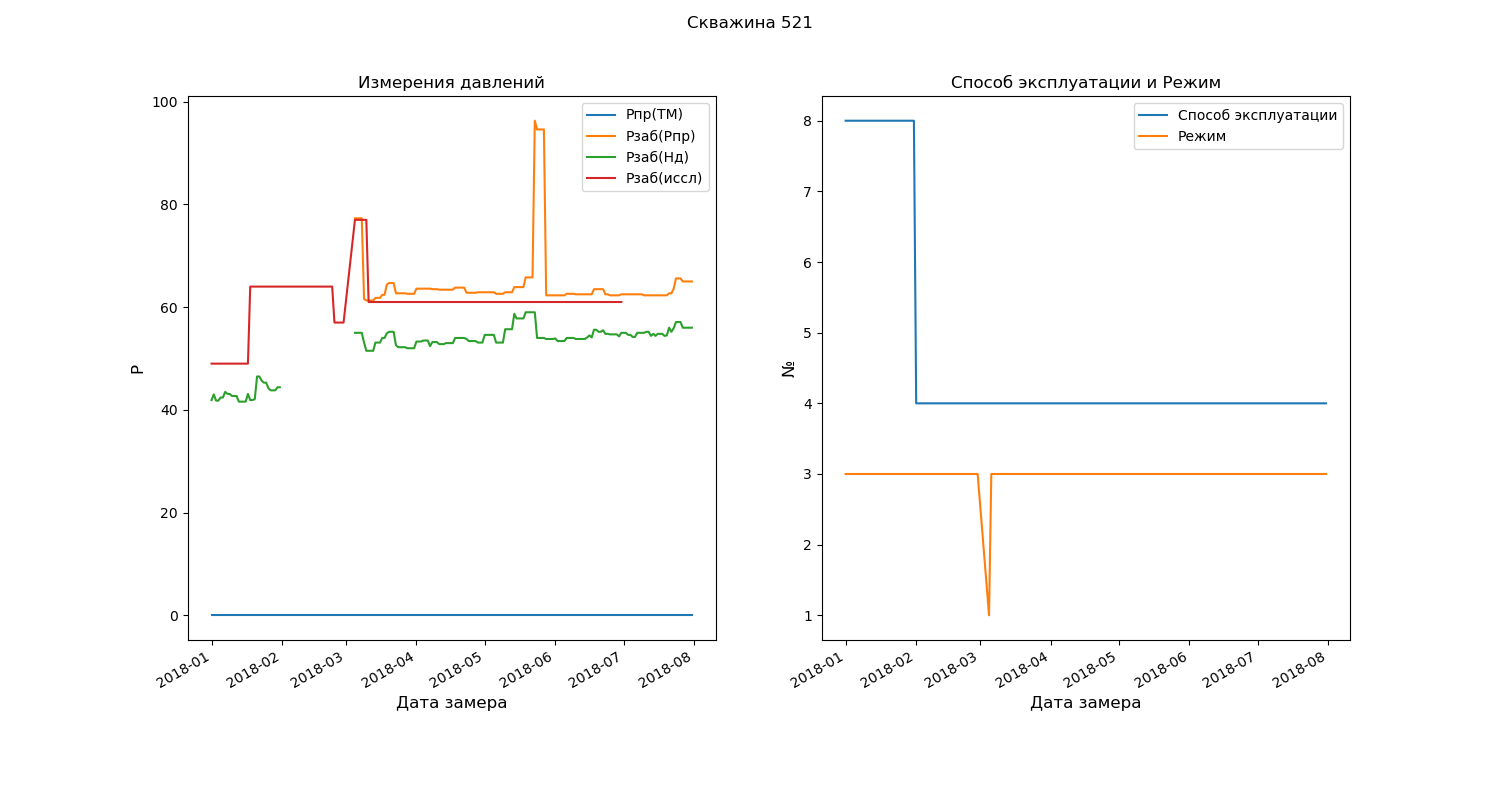 Скважина 521
Измерения давлений
100
80
60
40
20
0
P
Рпр(ТМ)
Рзаб(Рпр)
Рзаб(Нд)
Рзаб(иссл)
2018-01
2018-02
2018-03
2018-04
2018-05
2018-06
2018-07
2018-08
Дата замера
Способ эксплуатации и Режим
8
7
6
5
4
3
2
1
№
Способ эксплуатации
Режим
2018-01
2018-02
2018-03
2018-04
2018-05
2018-06
2018-07
2018-08
Дата замера